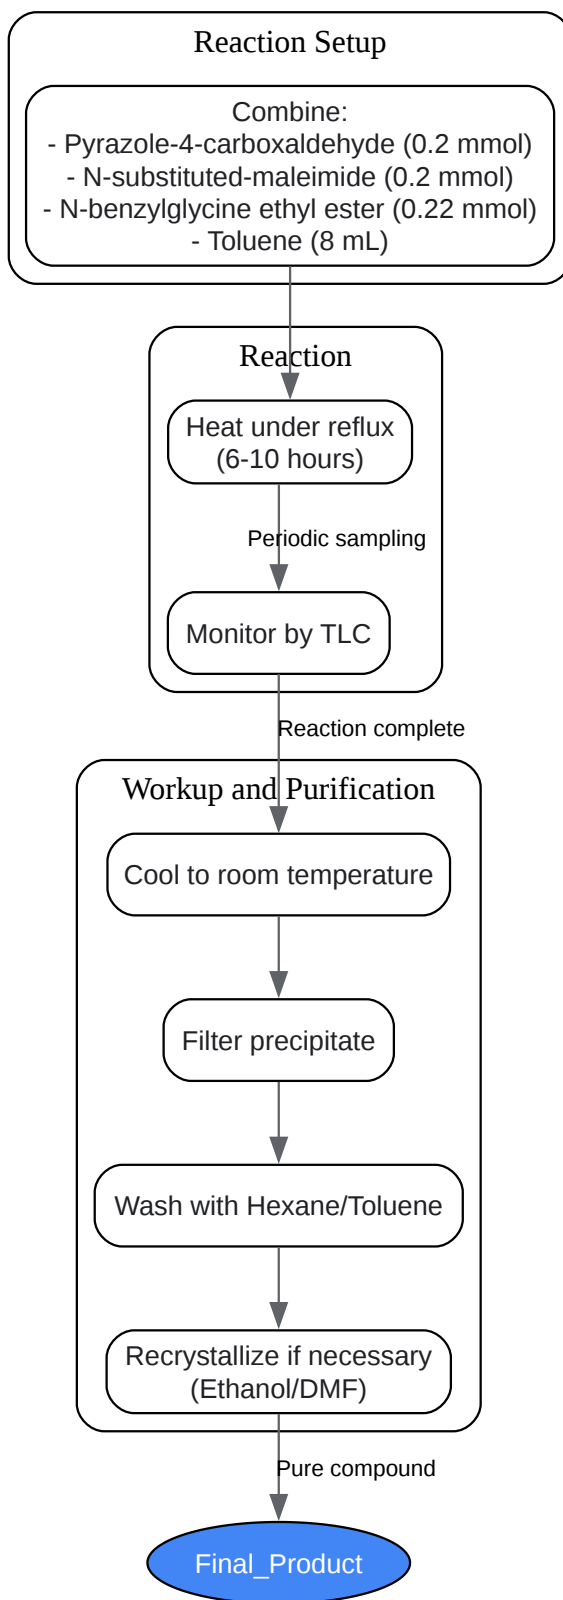 Reaction Setup
Combine:
- Pyrazole-4-carboxaldehyde (0.2 mmol)
- N-substituted-maleimide (0.2 mmol)
- N-benzylglycine ethyl ester (0.22 mmol)
- Toluene (8 mL)
Reaction
Heat under reflux
(6-10 hours)
Periodic sampling
Monitor by TLC
Reaction complete
Workup and Purification
Cool to room temperature
Filter precipitate
Wash with Hexane/Toluene
Recrystallize if necessary
(Ethanol/DMF)
Pure compound
Final_Product